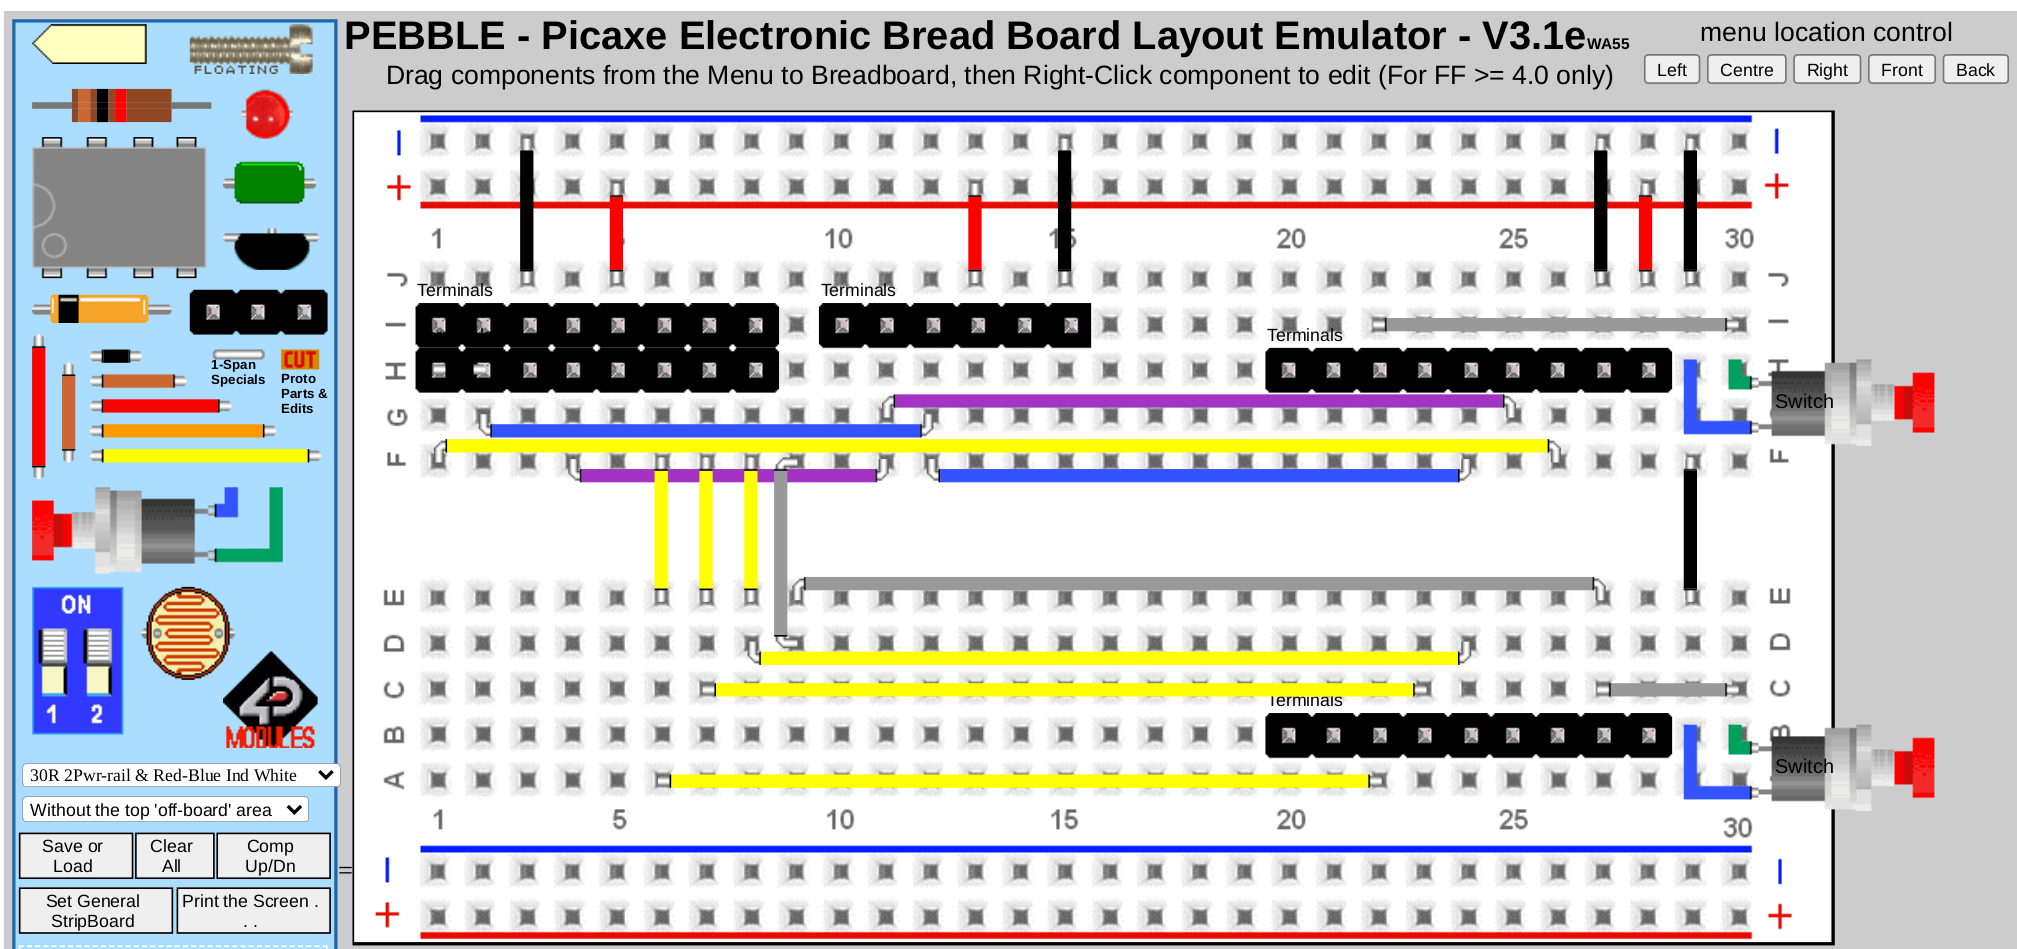 PEBBLE - Picaxe Electronic Bread Board Layout Emulator - V3.1eWA55
Drag components from the Menu to Breadboard, then Right-Click component to edit (For FF >= 4.0 only)
menu location control
Left Centre Right Front Back
FLOATING
1-Span
Specials
CUT
Proto
Parts &
Edits
ON
1 2
MODULES
30R 2Pwr-rail & Red-Blue Ind White
Without the top 'off-board' area
Save or
Load
Clear
All
Comp
Up/Dn
=
Set General
StripBoard
Print the Screen .
. .
− −
+ +
1 10 15 20 25 30
J J
Terminals Terminals
I I
Terminals
H H
Switch
G
F F
E E
D D
C C
Terminals
B B
Switch
A
1 5 10 15 20 25 30
− −
+ +